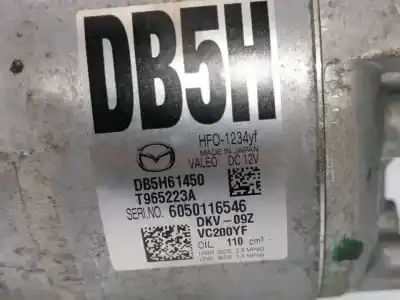 DB5H
HFO-1234yf
MADE IN JAPAN
VALEO DC 12V
DB5H61450
T965223A
SERI.NO. 6050116546
DKV-09Z
VC200YF
OIL 110 cm³